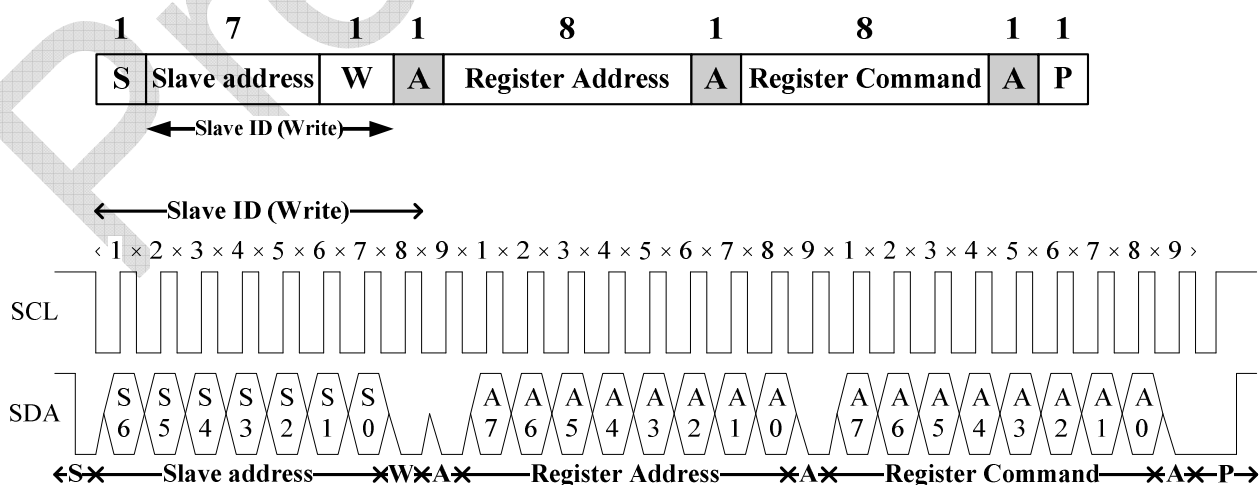 1 7 1 1 8 1 8 1 1
S Slave address W A Register Address A Register Command A P
Slave ID (Write)
Slave ID (Write)
‹ 1 × 2 × 3 × 4 × 5 × 6 × 7 × 8 × 9 × 1 × 2 × 3 × 4 × 5 × 6 × 7 × 8 × 9 × 1 × 2 × 3 × 4 × 5 × 6 × 7 × 8 × 9 ›
SCL
SDA
S S S S S S S A A A A A A A A A A A A A A A A
6 5 4 3 2 1 0 7 6 5 4 3 2 1 0 7 6 5 4 3 2 1 0
S Slave address W A Register Address A Register Command A P